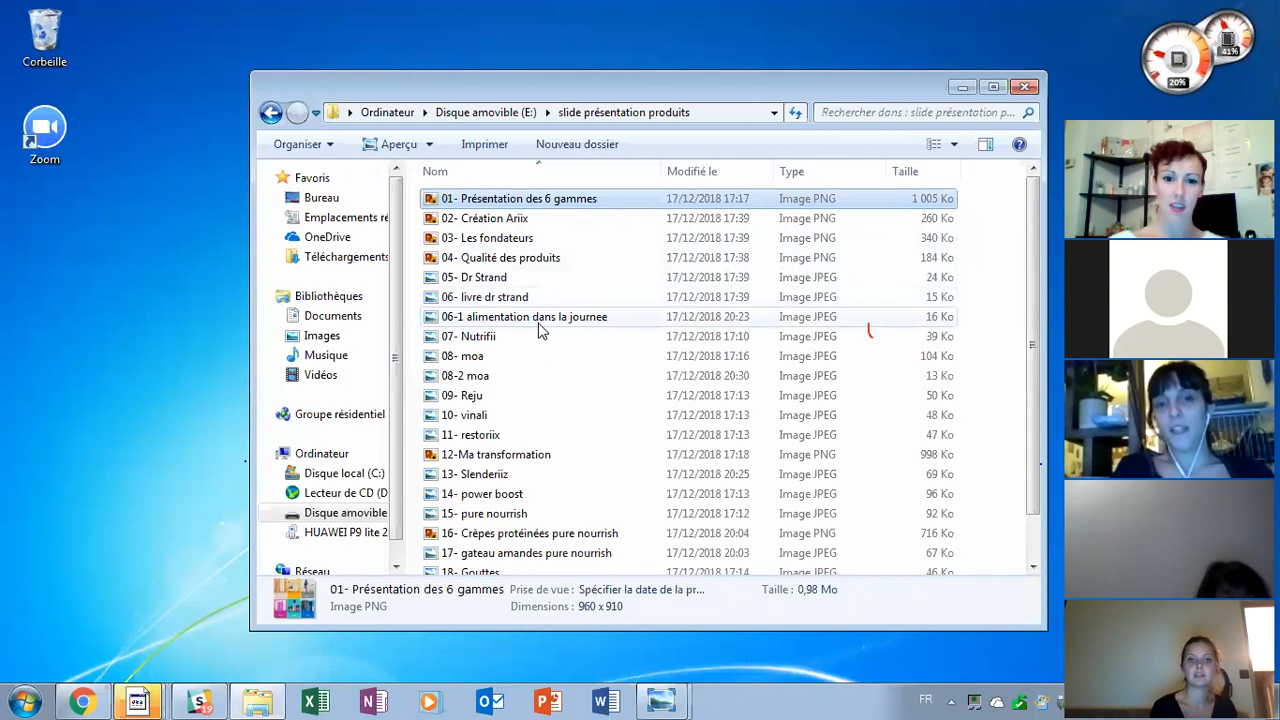 Corbeille
Zoom
20%
41%
Ordinateur
Disque amovible (E:)
slide présentation produits
Rechercher dans : slide présentation p...
Organiser
Aperçu
Imprimer
Nouveau dossier
Nom
Modifié le
Type
Taille
Favoris
Bureau
Emplacements ré
OneDrive
Téléchargements
Bibliothèques
Documents
Images
Musique
Vidéos
Groupe résidentiel
Ordinateur
Disque local (C:)
Lecteur de CD (D
Disque amovible
HUAWEI P9 lite 2
Réseau
01- Présentation des 6 gammes 17/12/2018 17:17 Image PNG 1 005 Ko
02- Création Ariix 17/12/2018 17:39 Image PNG 260 Ko
03- Les fondateurs 17/12/2018 17:39 Image PNG 340 Ko
04- Qualité des produits 17/12/2018 17:38 Image PNG 184 Ko
05- Dr Strand 17/12/2018 17:39 Image JPEG 24 Ko
06- livre dr strand 17/12/2018 17:39 Image JPEG 15 Ko
06-1 alimentation dans la journee 17/12/2018 20:23 Image JPEG 16 Ko
07- Nutrifii 17/12/2018 17:10 Image JPEG 39 Ko
08- moa 17/12/2018 17:16 Image JPEG 104 Ko
08-2 moa 17/12/2018 20:30 Image JPEG 13 Ko
09- Reju 17/12/2018 17:13 Image JPEG 50 Ko
10- vinali 17/12/2018 17:13 Image JPEG 48 Ko
11- restoriix 17/12/2018 17:13 Image JPEG 47 Ko
12-Ma transformation 17/12/2018 17:18 Image PNG 998 Ko
13- Slenderiiz 17/12/2018 20:25 Image JPEG 69 Ko
14- power boost 17/12/2018 17:13 Image JPEG 96 Ko
15- pure nourrish 17/12/2018 17:12 Image JPEG 92 Ko
16- Crêpes protéinées pure nourrish 17/12/2018 20:04 Image PNG 716 Ko
17- gateau amandes pure nourrish 17/12/2018 20:03 Image JPEG 67 Ko
18- Gouttes 17/12/2018 17:14 Image JPEG 46 Ko
01- Présentation des 6 gammes
Image PNG
Prise de vue : Spécifier la date de la pr...
Dimensions : 960 x 910
Taille : 0,98 Mo
FR